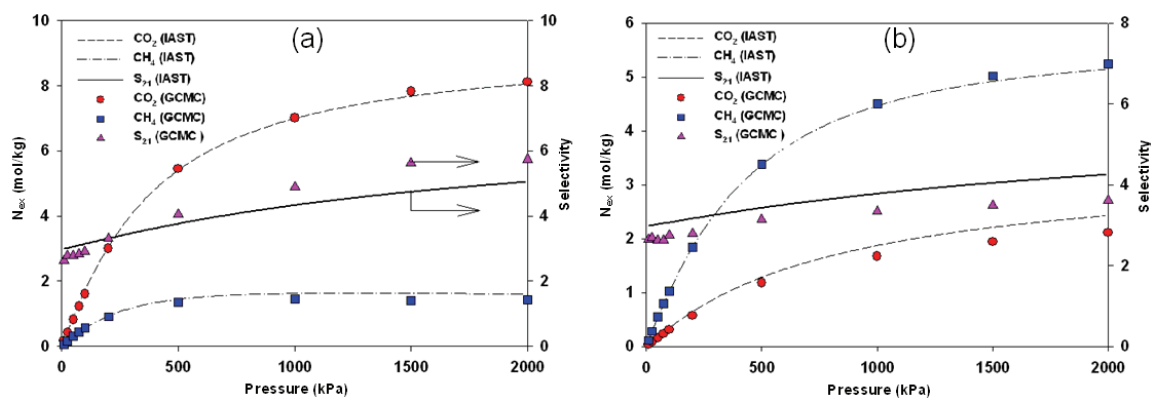 (a)
CO2 (IAST)
CH4 (IAST)
S21 (IAST)
CO2 (GCMC)
CH4 (GCMC)
S21 (GCMC)
10
8
6
4
2
0
Nex (mol/kg)
10
8
6
4
2
0
Selectivity
0 500 1000 1500 2000
Pressure (kPa)
(b)
CO2 (IAST)
CH4 (IAST)
S21 (IAST)
CO2 (GCMC)
CH4 (GCMC)
S21 (GCMC)
6
5
4
3
2
1
0
Nex (mol/kg)
8
6
4
2
0
Selectivity
0 500 1000 1500 2000
Pressure (kPa)